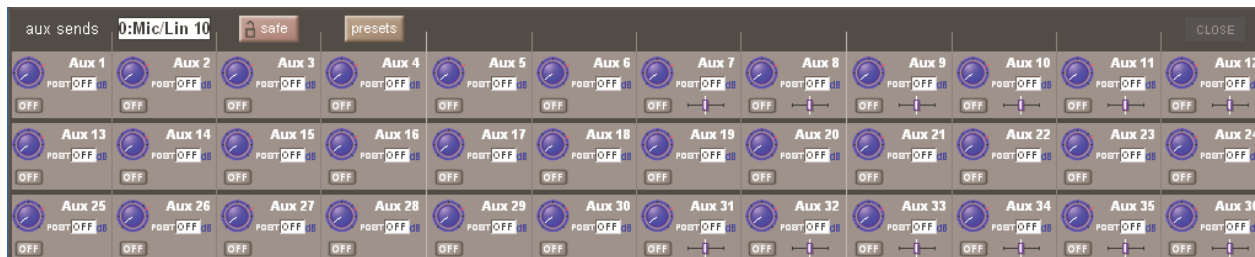 aux sends 0:Mic/Lin 10 safe presets CLOSE
Aux 1 Aux 2 Aux 3 Aux 4 Aux 5 Aux 6 Aux 7 Aux 8 Aux 9 Aux 10 Aux 11 Aux 12
POST OFF dB POST OFF dB POST OFF dB POST OFF dB POST OFF dB POST OFF dB POST OFF dB POST OFF dB POST OFF dB POST OFF dB POST OFF dB POST OFF
OFF OFF OFF OFF OFF OFF OFF OFF OFF OFF OFF OFF
Aux 13 Aux 14 Aux 15 Aux 16 Aux 17 Aux 18 Aux 19 Aux 20 Aux 21 Aux 22 Aux 23 Aux 24
POST OFF dB POST OFF dB POST OFF dB POST OFF dB POST OFF dB POST OFF dB POST OFF dB POST OFF dB POST OFF dB POST OFF dB POST OFF dB POST OFF
OFF OFF OFF OFF OFF OFF OFF OFF OFF OFF OFF OFF
Aux 25 Aux 26 Aux 27 Aux 28 Aux 29 Aux 30 Aux 31 Aux 32 Aux 33 Aux 34 Aux 35 Aux 36
POST OFF dB POST OFF dB POST OFF dB POST OFF dB POST OFF dB POST OFF dB POST OFF dB POST OFF dB POST OFF dB POST OFF dB POST OFF dB POST OFF
OFF OFF OFF OFF OFF OFF OFF OFF OFF OFF OFF OFF